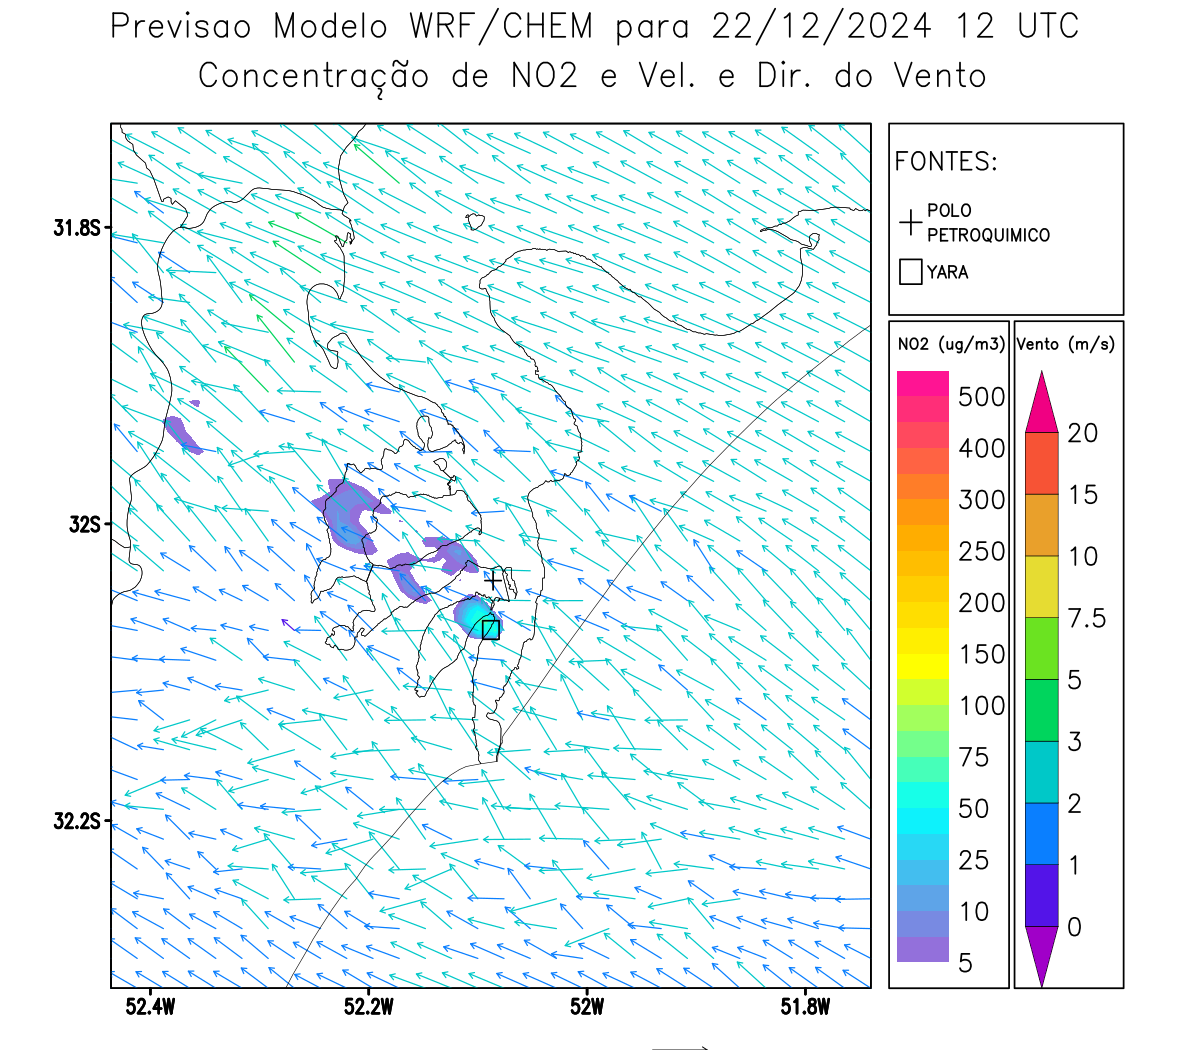 Previsao Modelo WRF/CHEM para 22/12/2024 12 UTC
Concentração de NO2 e Vel. e Dir. do Vento
FONTES:
POLO
PETROQUIMICO
YARA
NO2 (ug/m3)
500
400
300
250
200
150
100
75
50
25
10
5
Vento (m/s)
20
15
10
7.5
5
3
2
1
0
31.8S
32S
32.2S
52.4W
52.2W
52W
51.8W